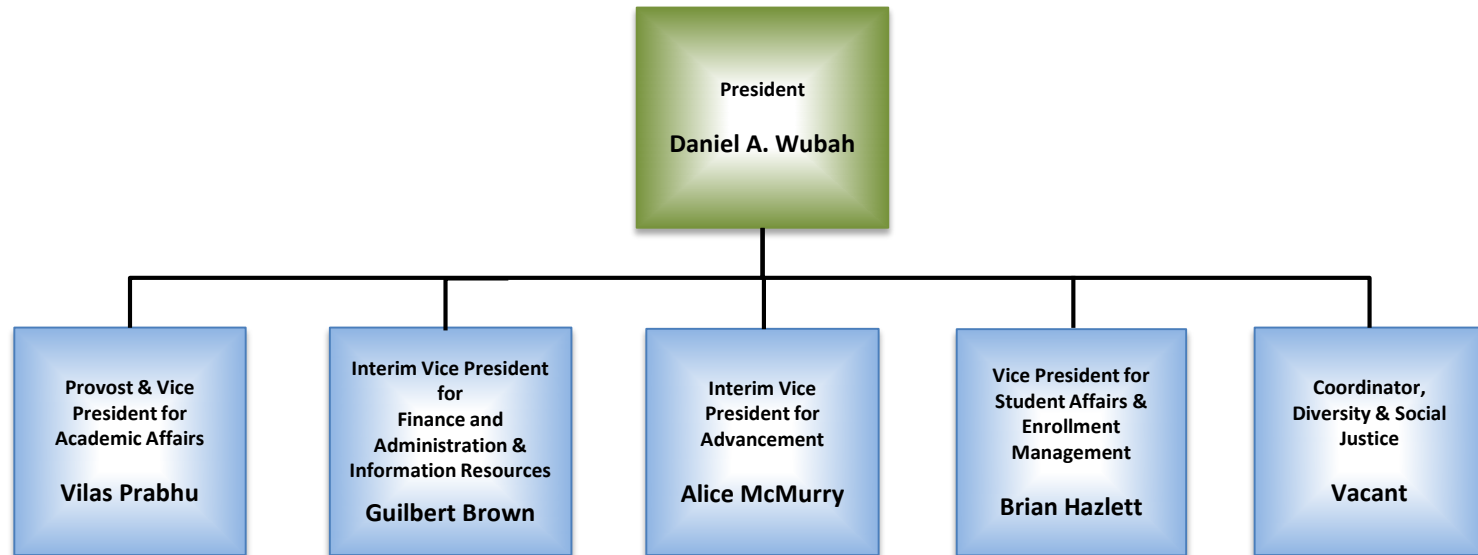 President
Daniel A. Wubah
Provost & Vice
President for
Academic Affairs
Vilas Prabhu
Interim Vice President
for
Finance and
Administration &
Information Resources
Guilbert Brown
Interim Vice
President for
Advancement
Alice McMurry
Vice President for
Student Affairs &
Enrollment
Management
Brian Hazlett
Coordinator,
Diversity & Social
Justice
Vacant